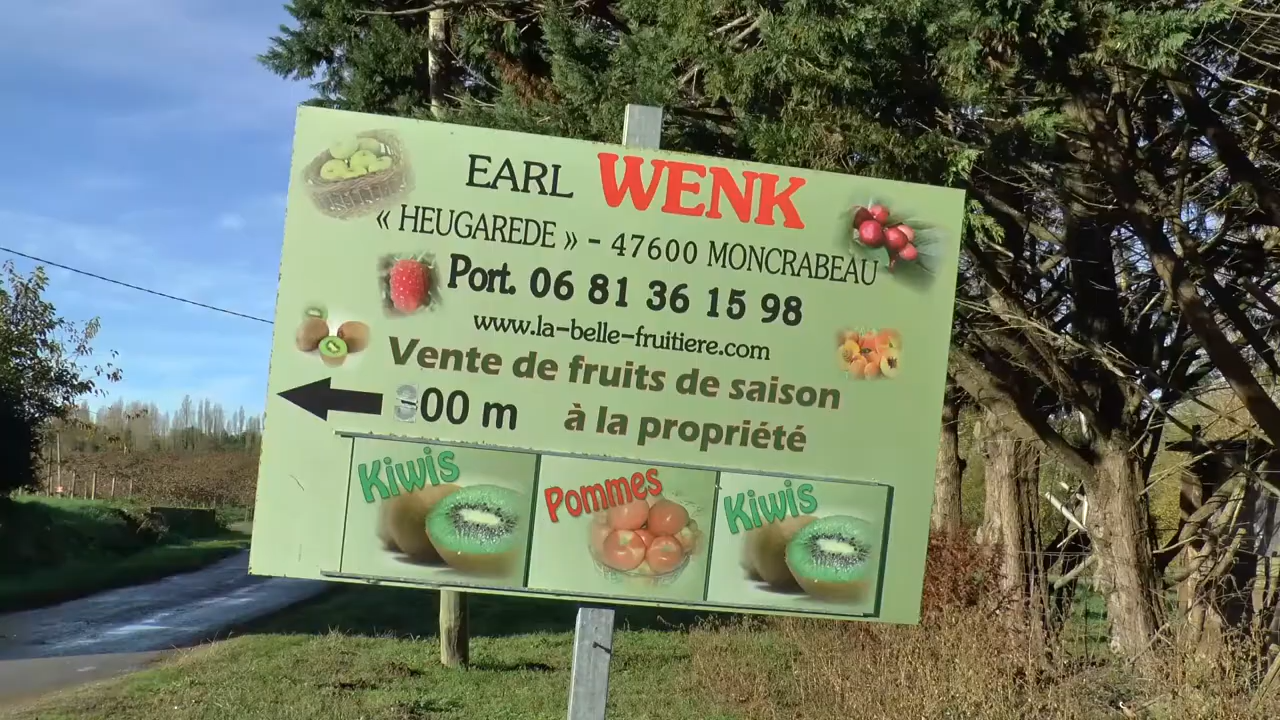 EARL WENK
« HEUGAREDE » - 47600 MONCRABEAU
Port. 06 81 36 15 98
www.la-belle-fruitiere.com
Vente de fruits de saison
00 m à la propriété
Kiwis Pommes Kiwis